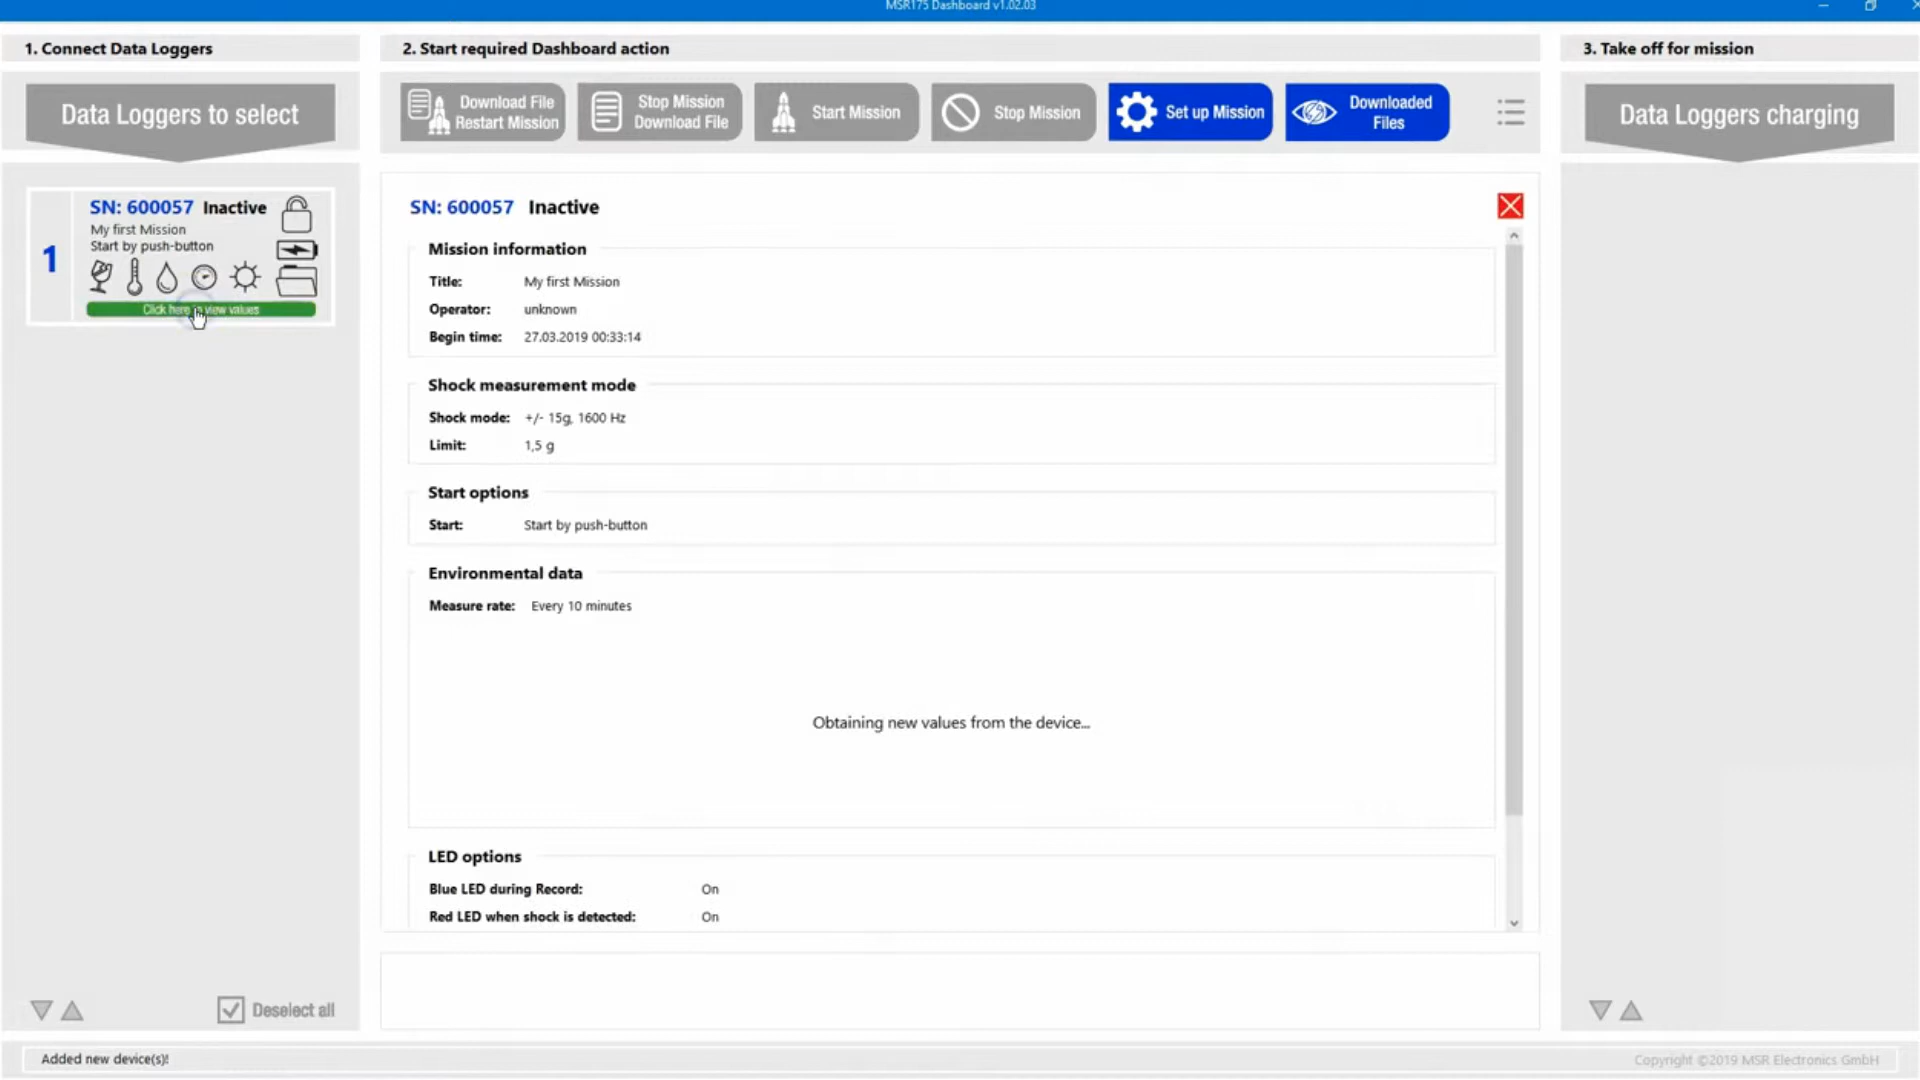 MSR175 Dashboard v1.02.03
1. Connect Data Loggers
2. Start required Dashboard action
3. Take off for mission
Data Loggers to select
Download File
Restart Mission
Stop Mission
Download File
Start Mission
Stop Mission
Set up Mission
Downloaded
Files
Data Loggers charging
1
SN: 600057 Inactive
My first Mission
Start by push-button
Click here to view values
SN: 600057 Inactive
Mission information
Title: My first Mission
Operator: unknown
Begin time: 27.03.2019 00:33:14
Shock measurement mode
Shock mode: +/- 15g, 1600 Hz
Limit: 1,5 g
Start options
Start: Start by push-button
Environmental data
Measure rate: Every 10 minutes
Obtaining new values from the device...
LED options
Blue LED during Record: On
Red LED when shock is detected: On
Deselect all
Added new device(s)!
Copyright ©2019 MSR Electronics GmbH